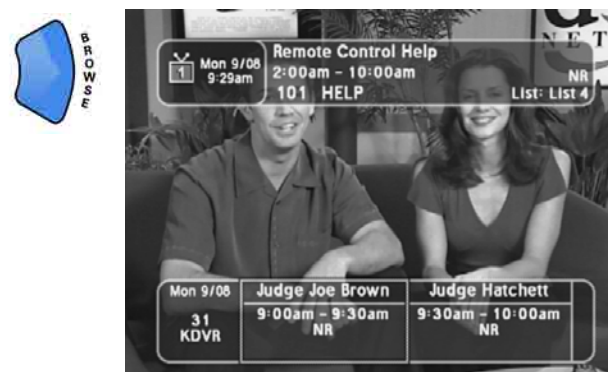 BROWSE
N E T
1
Mon 9/08
9:29am
Remote Control Help
2:00am – 10:00am
NR
101 HELP
List: List 4
Mon 9/08
31
KDVR
Judge Joe Brown
9:00am – 9:30am
NR
Judge Hatchett
9:30am – 10:00am
NR